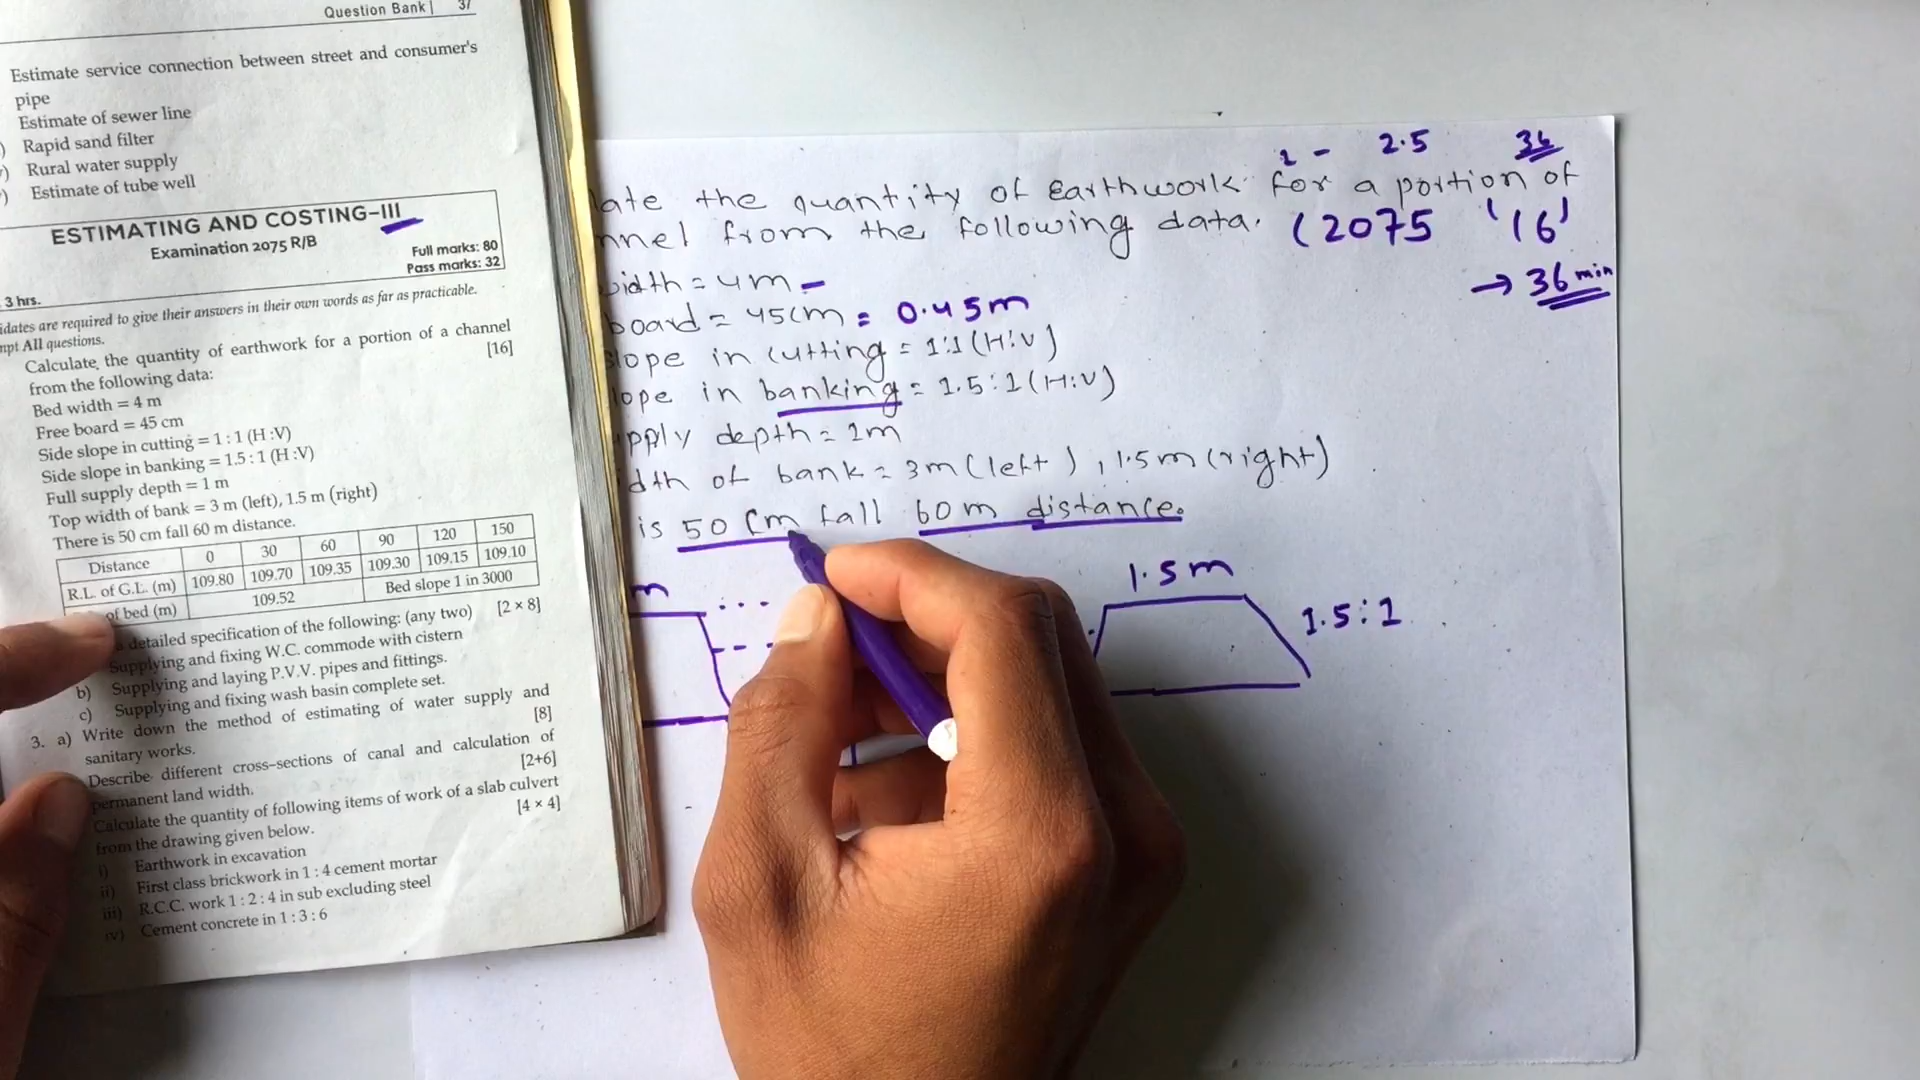 Question Bank | 37
Estimate service connection between street and consumer's
pipe
Estimate of sewer line
) Rapid sand filter
) Rural water supply
) Estimate of tube well
ESTIMATING AND COSTING–III
Examination 2075 R/B
Full marks: 80
Pass marks: 32
3 hrs.
idates are required to give their answers in their own words as far as practicable.
mpt All questions.
Calculate the quantity of earthwork for a portion of a channel
from the following data: [16]
Bed width = 4 m
Free board = 45 cm
Side slope in cutting = 1 : 1 (H :V)
Side slope in banking = 1.5 : 1 (H :V)
Full supply depth = 1 m
Top width of bank = 3 m (left), 1.5 m (right)
There is 50 cm fall 60 m distance.
Distance 0 30 60 90 120 150
R.L. of G.L. (m) 109.80 109.70 109.35 109.30 109.15 109.10
of bed (m) 109.52 Bed slope 1 in 3000
detailed specification of the following: (any two) [2 × 8]
Supplying and fixing W.C. commode with cistern
b) Supplying and laying P.V.V. pipes and fittings.
c) Supplying and fixing wash basin complete set.
3. a) Write down the method of estimating of water supply and
sanitary works. [8]
Describe different cross-sections of canal and calculation of
permanent land width. [2+6]
Calculate the quantity of following items of work of a slab culvert
from the drawing given below. [4 × 4]
i) Earthwork in excavation
ii) First class brickwork in 1 : 4 cement mortar
iii) R.C.C. work 1 : 2 : 4 in sub excluding steel
iv) Cement concrete in 1 : 3 : 6
1 - 2.5 36
late the quantity of Earthwork for a portion of
nnel from the following data. (2075 '16'
→ 36 min
width = 4m -
board = 45cm = 0.45m
slope in cutting = 1:1 (H:V)
lope in banking = 1.5:1 (H:V)
upply depth = 1m
idth of bank = 3m (left), 1.5m (right)
is 50 cm fall 60 m distance.
m
1.5 m
1.5:1